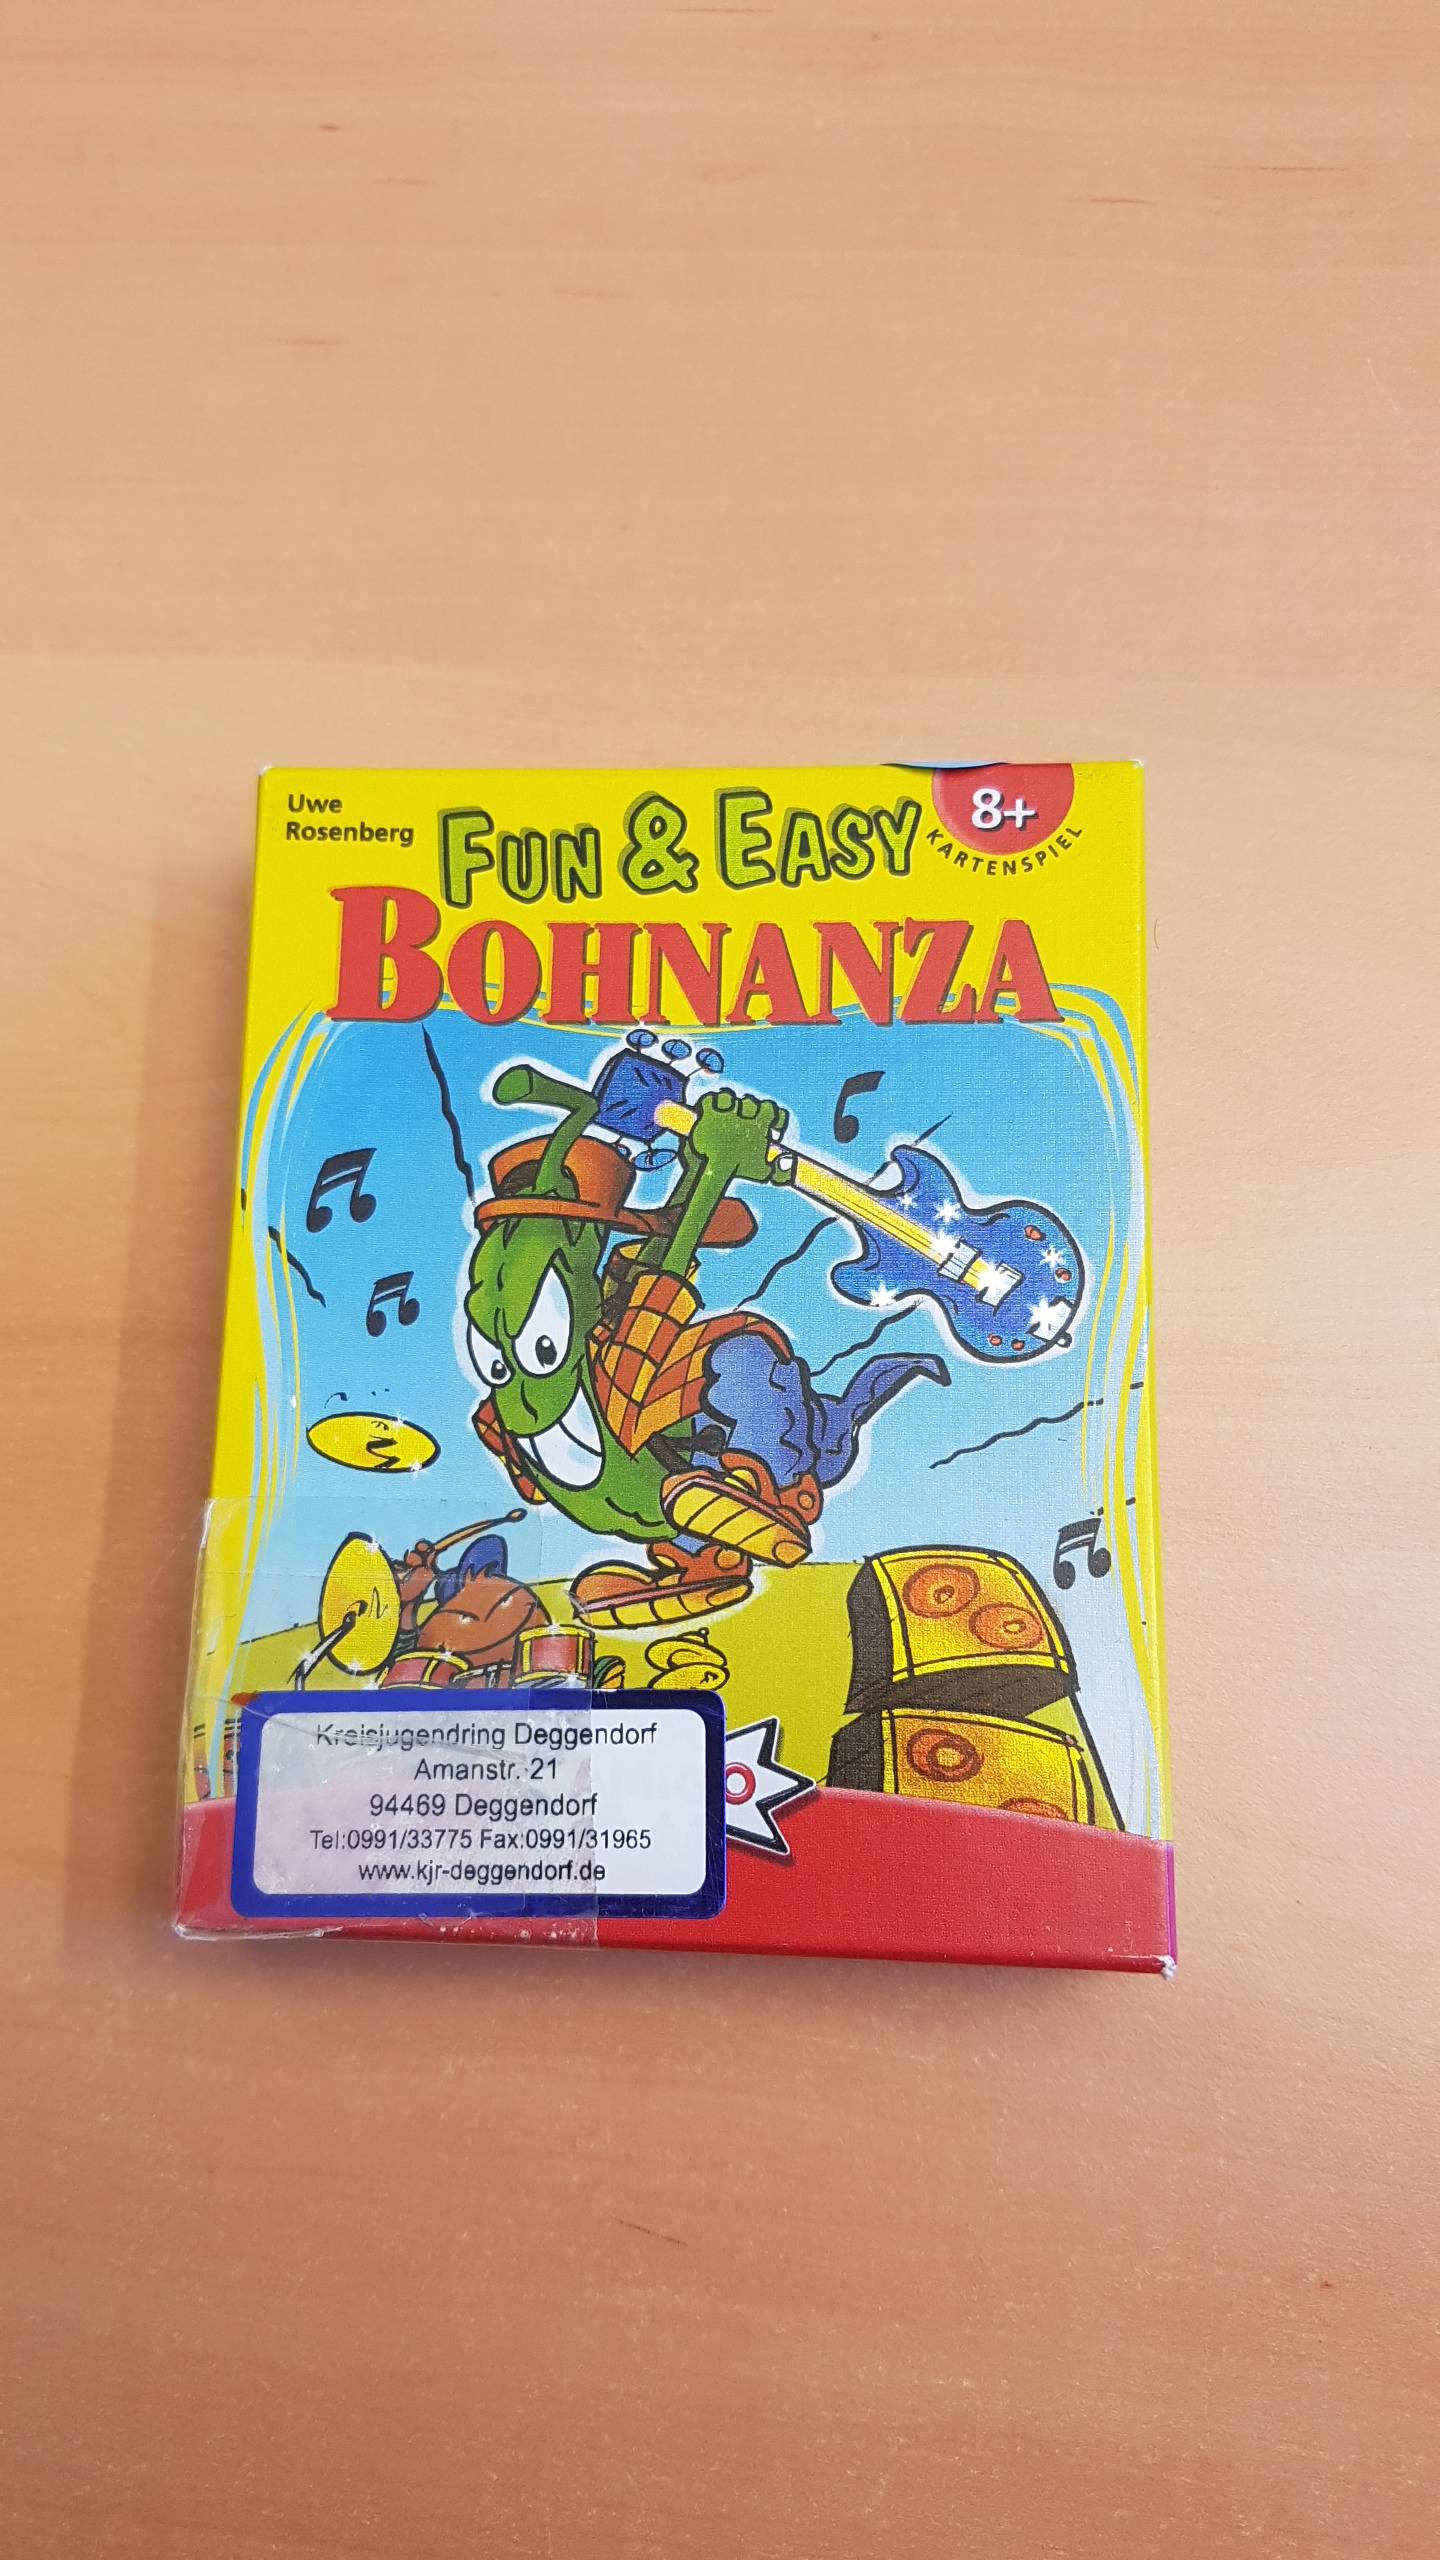 Uwe
Rosenberg
FUN & EASY
8+
KARTENSPIEL
BOHNANZA
Kreisjugendring Deggendorf
Amanstr. 21
94469 Deggendorf
Tel:0991/33775 Fax:0991/31965
www.kjr-deggendorf.de